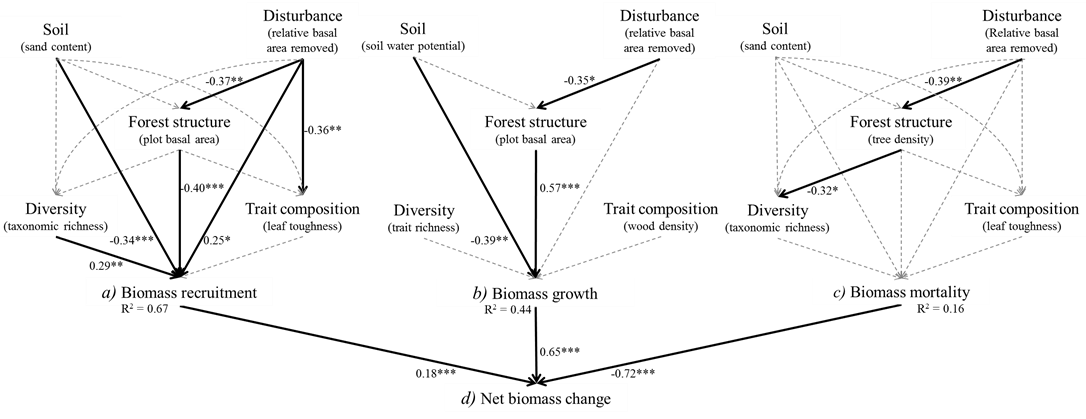 Soil
(sand content)
Disturbance
(relative basal
area removed)
-0.37**
-0.36**
Forest structure
(plot basal area)
-0.40***
Diversity
(taxonomic richness)
Trait composition
(leaf toughness)
-0.34***
0.25*
0.29**
a) Biomass recruitment
R² = 0.67
Soil
(soil water potential)
Disturbance
(relative basal
area removed)
-0.35*
Forest structure
(plot basal area)
0.57***
Diversity
(trait richness)
Trait composition
(wood density)
-0.39**
b) Biomass growth
R² = 0.44
Soil
(sand content)
Disturbance
(Relative basal
area removed)
-0.39**
Forest structure
(tree density)
-0.32*
Diversity
(taxonomic richness)
Trait composition
(leaf toughness)
c) Biomass mortality
R² = 0.16
0.18***
0.65***
-0.72***
d) Net biomass change